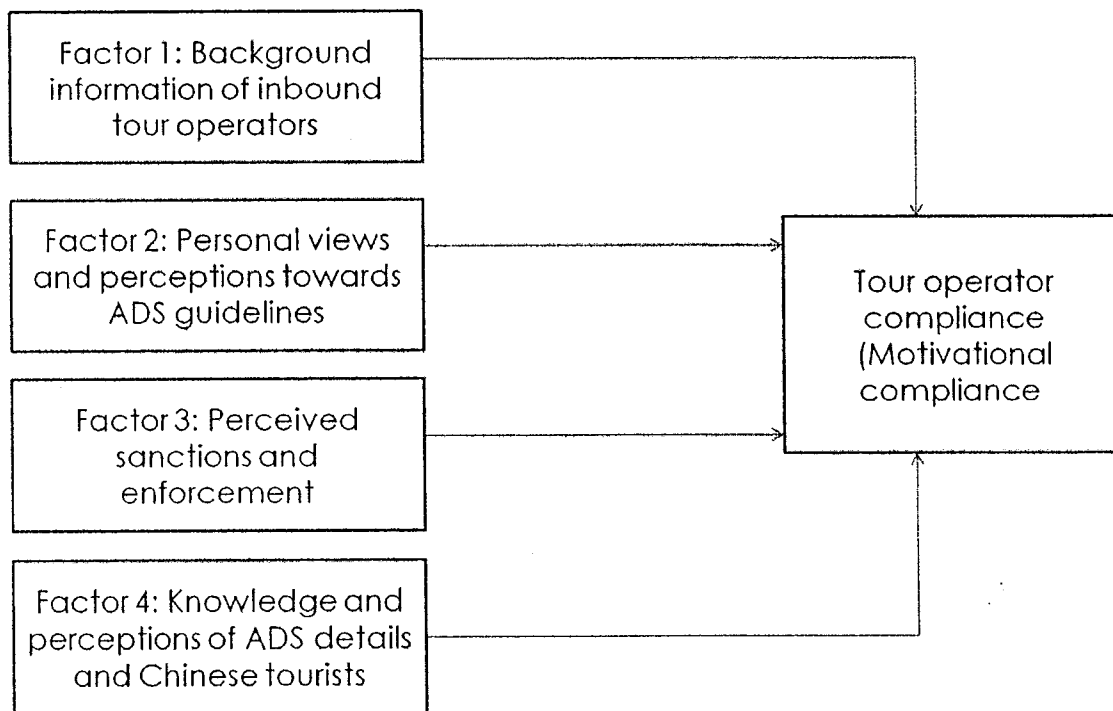 Factor 1: Background
information of inbound
tour operators
Factor 2: Personal views
and perceptions towards
ADS guidelines
Factor 3: Perceived
sanctions and
enforcement
Factor 4: Knowledge and
perceptions of ADS details
and Chinese tourists
Tour operator
compliance
(Motivational
compliance